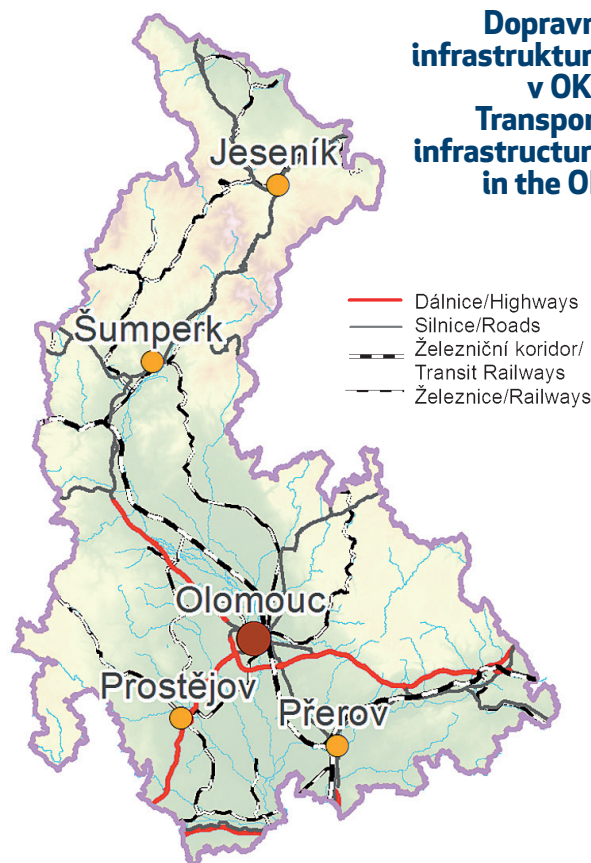 Dopravn
infrastruktur
v OK
Transpor
infrastructur
in the Ol
Jeseník
Šumperk
Dálnice/Highways
Silnice/Roads
Železniční koridor/
Transit Railways
Železnice/Railways
Olomouc
Prostějov
Přerov